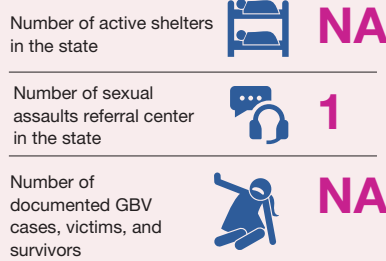 Number of active shelters
in the state
NA
Number of sexual
assaults referral center
in the state
1
Number of
documented GBV
cases, victims, and
survivors
NA